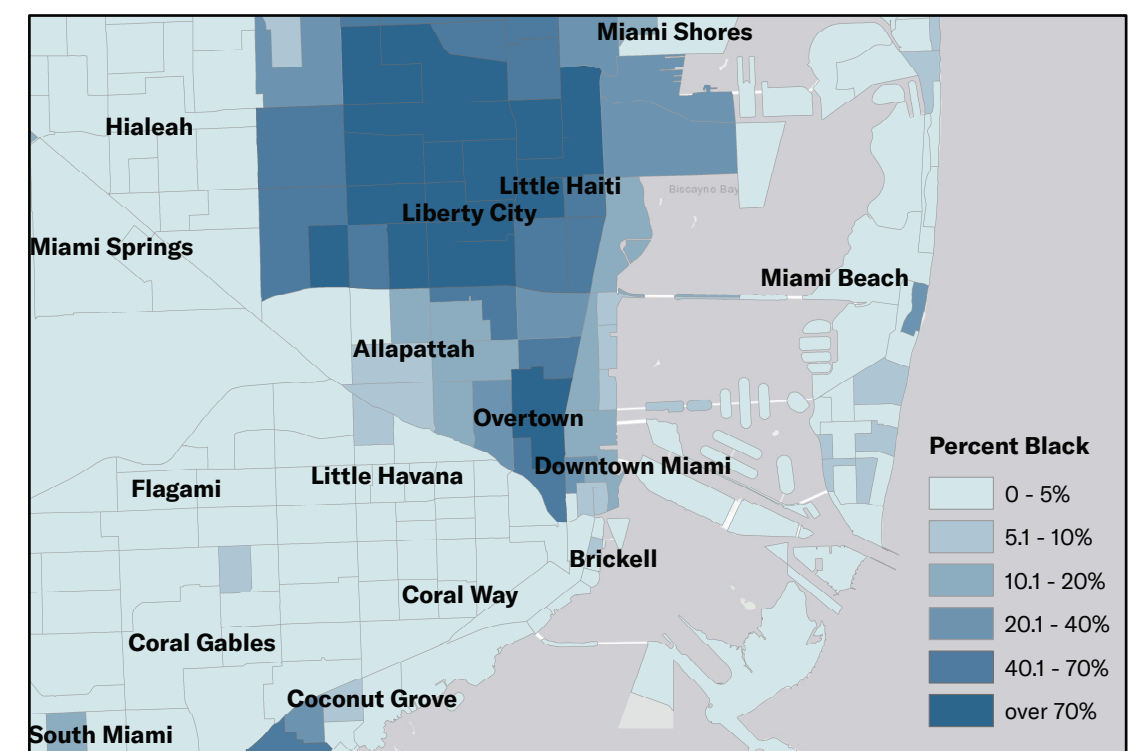 Miami Shores
Hialeah
Little Haiti
Biscayne Bay
Liberty City
Miami Springs
Miami Beach
Allapattah
Overtown
Downtown Miami
Little Havana
Flagami
Brickell
Coral Way
Coral Gables
Coconut Grove
South Miami
Percent Black
0 - 5%
5.1 - 10%
10.1 - 20%
20.1 - 40%
40.1 - 70%
over 70%